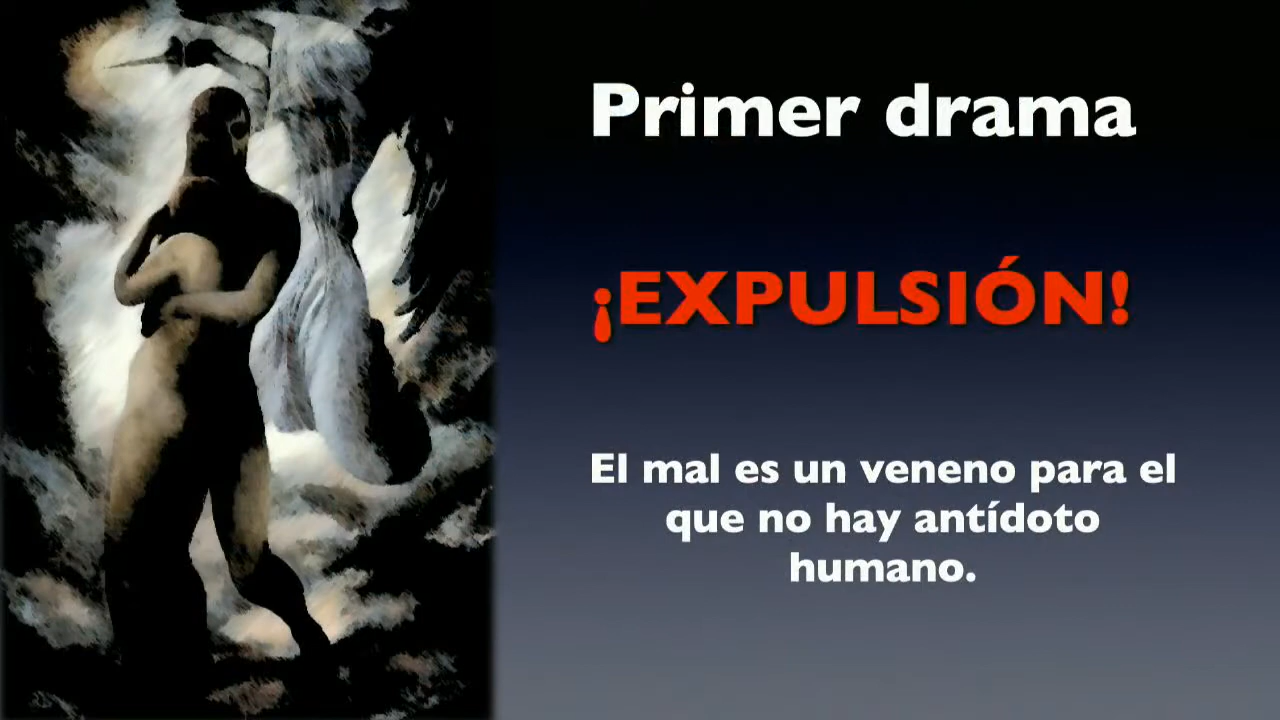 Primer drama
¡EXPULSIÓN!
El mal es un veneno para el
que no hay antídoto
humano.